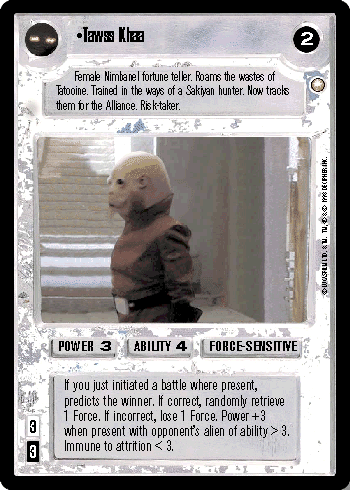 •Tawss Khaa
2
Female Nimbanel fortune teller. Roams the wastes of
Tatooine. Trained in the ways of a Sakiyan hunter. Now tracks
them for the Alliance. Risk-taker.
POWER 3
ABILITY 4
FORCE-SENSITIVE
If you just initiated a battle where present,
predicts the winner. If correct, randomly retrieve
1 Force. If incorrect, lose 1 Force. Power +3
when present with opponent's alien of ability > 3.
Immune to attrition < 3.
3
3